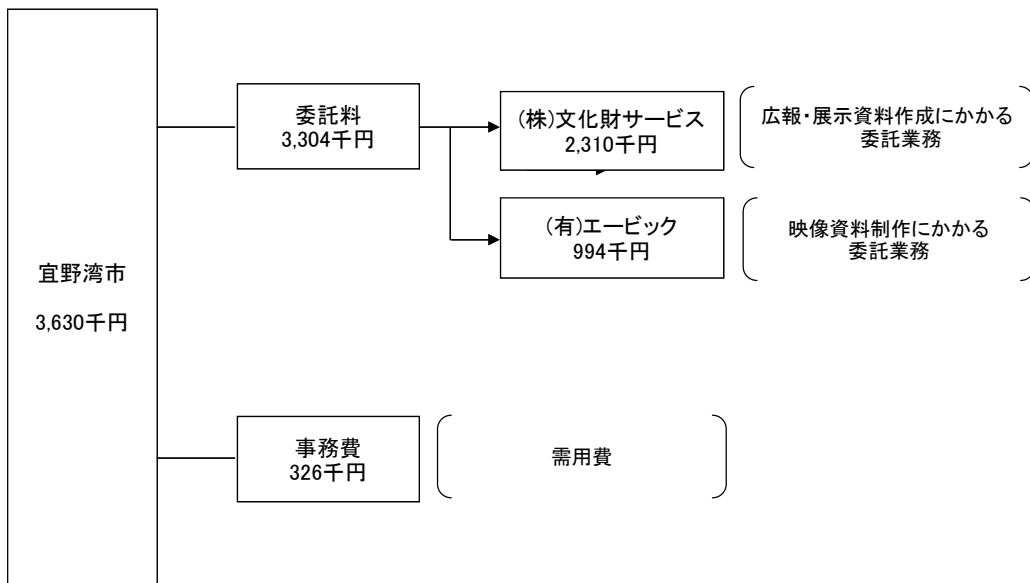 宜野湾市
3,630千円
委託料
3,304千円
(株)文化財サービス
2,310千円
広報・展示資料作成にかかる
委託業務
(有)エービック
994千円
映像資料制作にかかる
委託業務
事務費
326千円
需用費